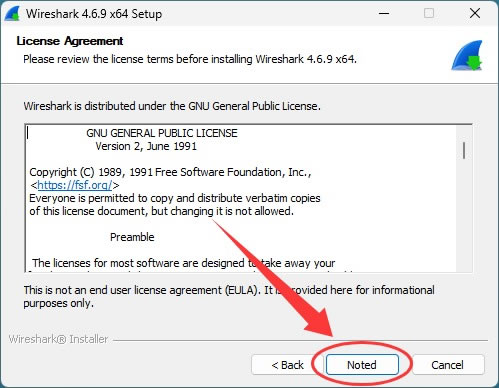 Wireshark 4.6.9 x64 Setup
License Agreement
Please review the license terms before installing Wireshark 4.6.9 x64.
Wireshark is distributed under the GNU General Public License.
GNU GENERAL PUBLIC LICENSE
Version 2, June 1991
Copyright (C) 1989, 1991 Free Software Foundation, Inc.,
<https://fsf.org/>
Everyone is permitted to copy and distribute verbatim copies
of this license document, but changing it is not allowed.
Preamble
The licenses for most software are designed to take away your
This is not an end user license agreement (EULA). It is provided here for informational
purposes only.
Wireshark® Installer
< Back
Noted
Cancel